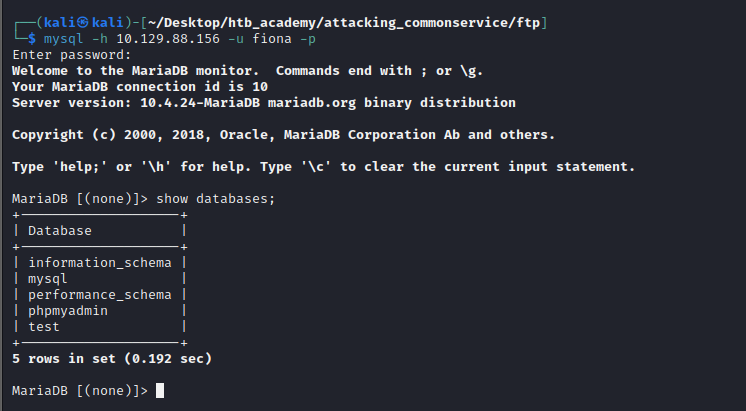 ┌──(kali㉿kali)-[~/Desktop/htb_academy/attacking_commonservice/ftp]
└─$ mysql -h 10.129.88.156 -u fiona -p
Enter password:
Welcome to the MariaDB monitor.  Commands end with ; or \g.
Your MariaDB connection id is 10
Server version: 10.4.24-MariaDB mariadb.org binary distribution

Copyright (c) 2000, 2018, Oracle, MariaDB Corporation Ab and others.

Type 'help;' or '\h' for help. Type '\c' to clear the current input statement.

MariaDB [(none)]> show databases;
+--------------------+
| Database           |
+--------------------+
| information_schema |
| mysql              |
| performance_schema |
| phpmyadmin         |
| test               |
+--------------------+
5 rows in set (0.192 sec)

MariaDB [(none)]>